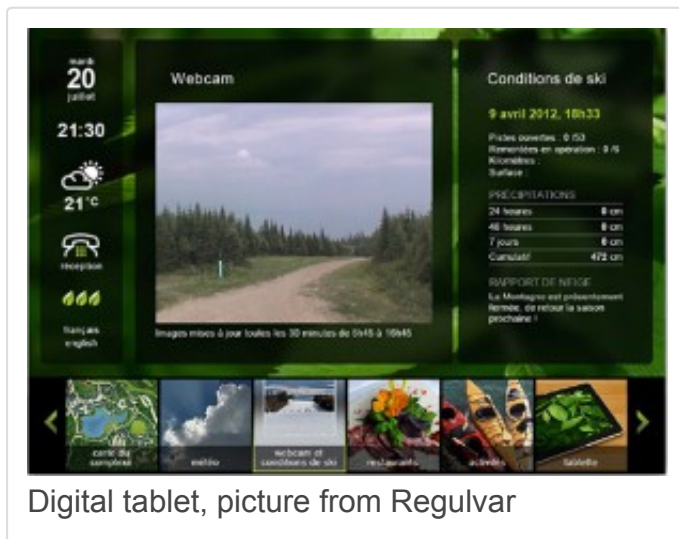 mardi
20
juillet
21:30
21°C
réception
français
english
Webcam
Images mises à jour toutes les 30 minutes de 5h45 à 19h45
Conditions de ski
9 avril 2012, 18h33
Pistes ouvertes : 0 /53
Remontées en opération : 0 /6
Kilomètres :
Surface :
PRÉCIPITATIONS
24 heures 0 cm
48 heures 0 cm
7 jours 0 cm
Cumulatif 472 cm
RAPPORT DE NEIGE
La Montagne est présentement
fermée, de retour la saison
prochaine !
carte du
complexe
météo
webcam et
conditions de ski
restaurants
activités
tablette
Digital tablet, picture from Regulvar